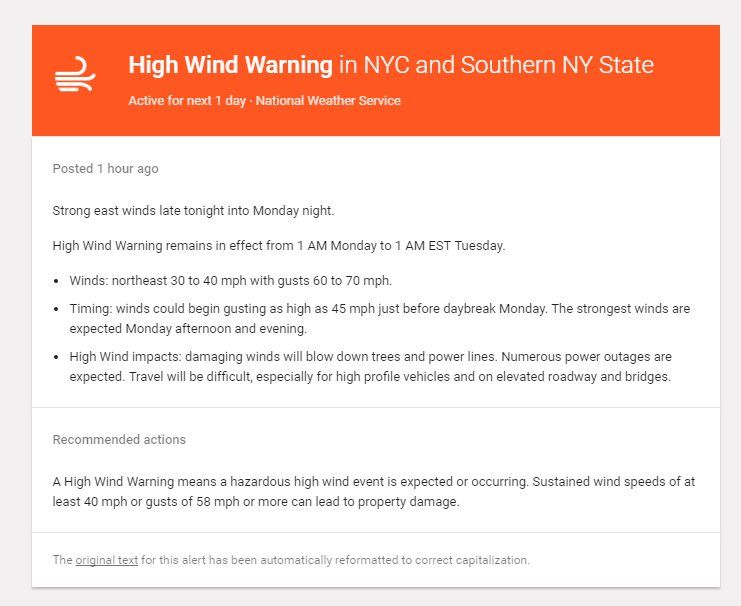 High Wind Warning in NYC and Southern NY State
Active for next 1 day · National Weather Service
Posted 1 hour ago
Strong east winds late tonight into Monday night.
High Wind Warning remains in effect from 1 AM Monday to 1 AM EST Tuesday.
• Winds: northeast 30 to 40 mph with gusts 60 to 70 mph.
• Timing: winds could begin gusting as high as 45 mph just before daybreak Monday. The strongest winds are
expected Monday afternoon and evening.
• High Wind impacts: damaging winds will blow down trees and power lines. Numerous power outages are
expected. Travel will be difficult, especially for high profile vehicles and on elevated roadway and bridges.
Recommended actions
A High Wind Warning means a hazardous high wind event is expected or occurring. Sustained wind speeds of at
least 40 mph or gusts of 58 mph or more can lead to property damage.
The original text for this alert has been automatically reformatted to correct capitalization.